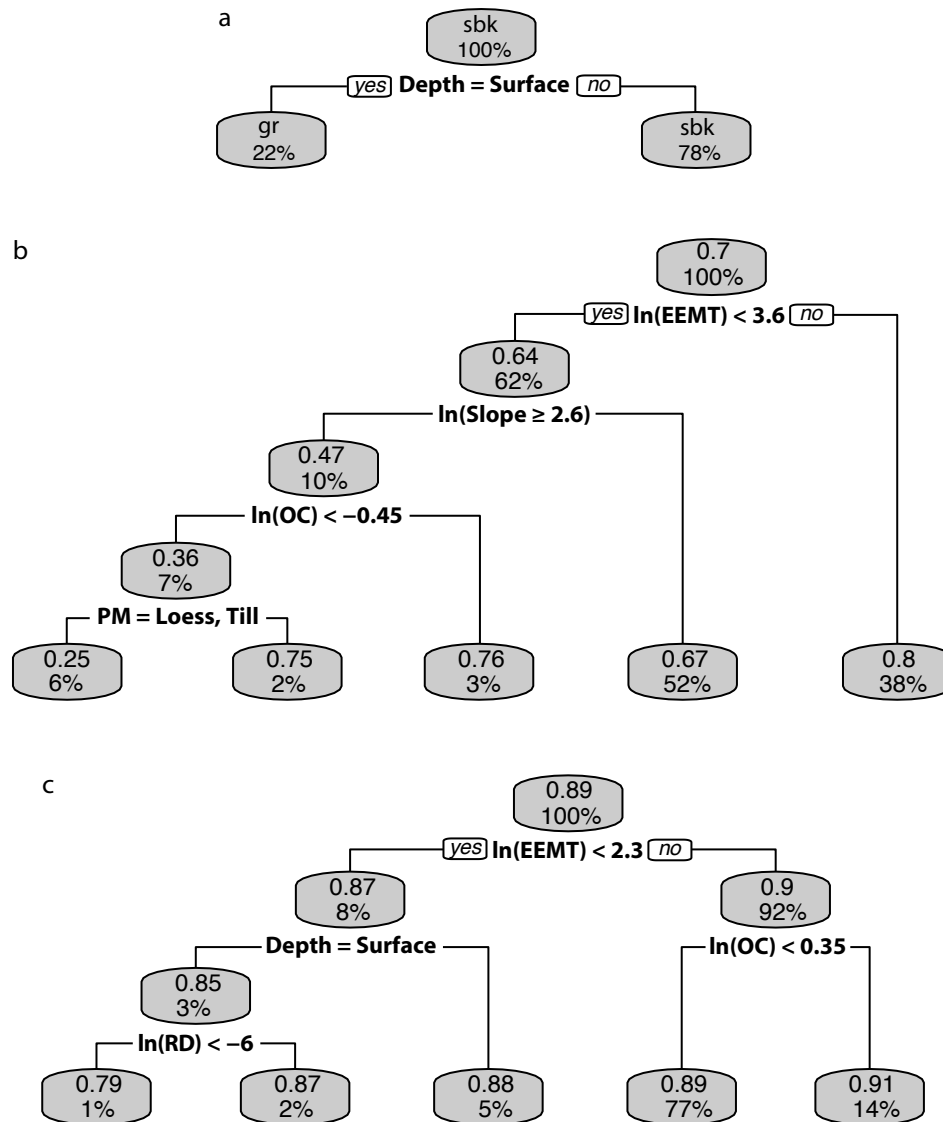 a
sbk
100%
yes Depth = Surface no
gr
22%
sbk
78%
b
0.7
100%
yes ln(EEMT) < 3.6 no
0.64
62%
ln(Slope ≥ 2.6)
0.47
10%
ln(OC) < −0.45
0.36
7%
PM = Loess, Till
0.25
6%
0.75
2%
0.76
3%
0.67
52%
0.8
38%
c
0.89
100%
yes ln(EEMT) < 2.3 no
0.87
8%
0.9
92%
Depth = Surface
ln(OC) < 0.35
0.85
3%
ln(RD) < −6
0.79
1%
0.87
2%
0.88
5%
0.89
77%
0.91
14%